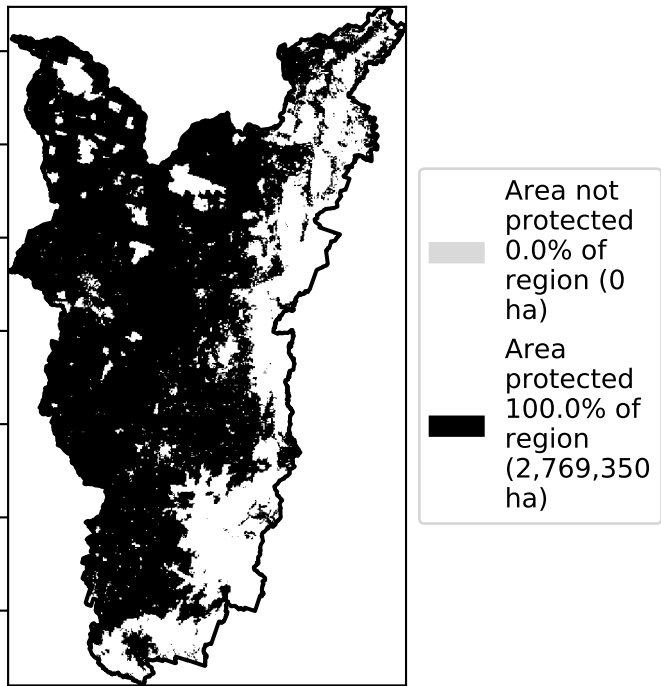 Area not
protected
0.0% of
region (0
ha)
Area
protected
100.0% of
region
(2,769,350
ha)